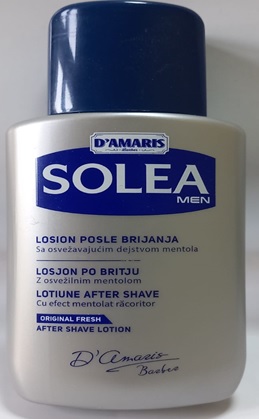 D'AMARIS
SOLEA
MEN
LOSION POSLE BRIJANJA
Sa osvežavajućim dejstvom mentola
LOSJON PO BRITJU
Z osvežilnim mentolom
LOTIUNE AFTER SHAVE
Cu efect mentolat răcoritor
ORIGINAL FRESH
AFTER SHAVE LOTION
D'Amaris
Barber